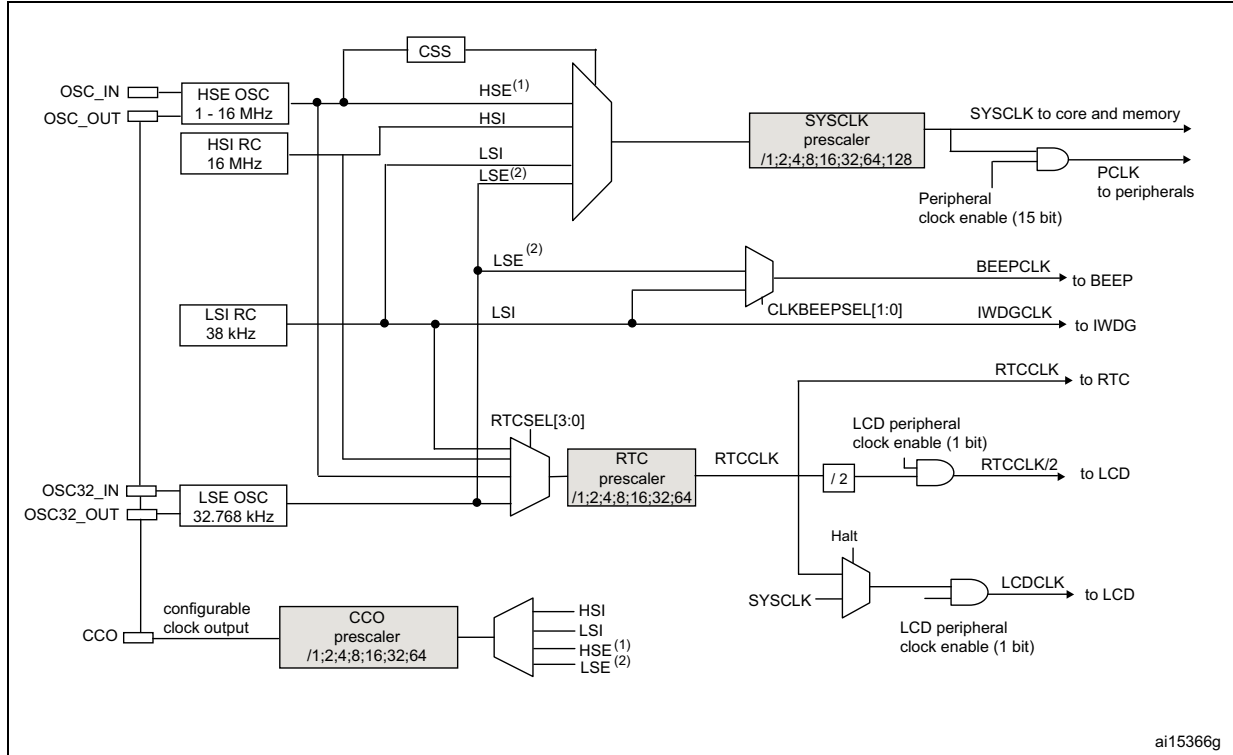 CSS
OSC_IN
OSC_OUT
HSE OSC
1 - 16 MHz
HSE(1)
HSI RC
16 MHz
HSI
LSI
LSE(2)
SYSCLK
prescaler
/1;2;4;8;16;32;64;128
SYSCLK to core and memory
PCLK
to peripherals
Peripheral
clock enable (15 bit)
LSE(2)
BEEPCLK
to BEEP
CLKBEEPSEL[1:0]
LSI RC
38 kHz
LSI
IWDGCLK
to IWDG
RTCCLK
to RTC
RTCSEL[3:0]
LCD peripheral
clock enable (1 bit)
RTC
prescaler
/1;2;4;8;16;32;64
RTCCLK
/ 2
RTCCLK/2
to LCD
OSC32_IN
OSC32_OUT
LSE OSC
32.768 kHz
Halt
SYSCLK
LCDCLK
to LCD
LCD peripheral
clock enable (1 bit)
CCO
configurable
clock output
CCO
prescaler
/1;2;4;8;16;32;64
HSI
LSI
HSE(1)
LSE(2)
ai15366g